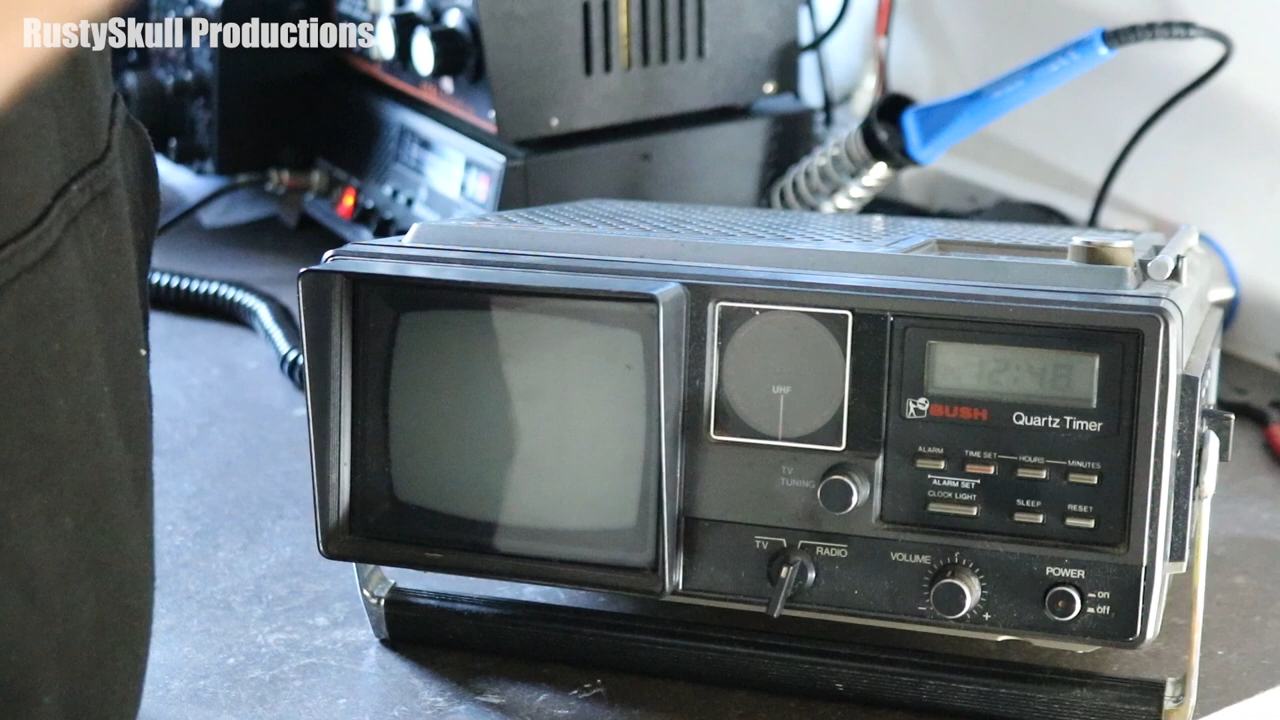 RustySkull Productions
UHF
BUSH
Quartz Timer
ALARM
TIME SET
HOURS
MINUTES
ALARM SET
CLOCK LIGHT
SLEEP
RESET
TV
TUNING
TV
RADIO
VOLUME
- +
POWER
on
off